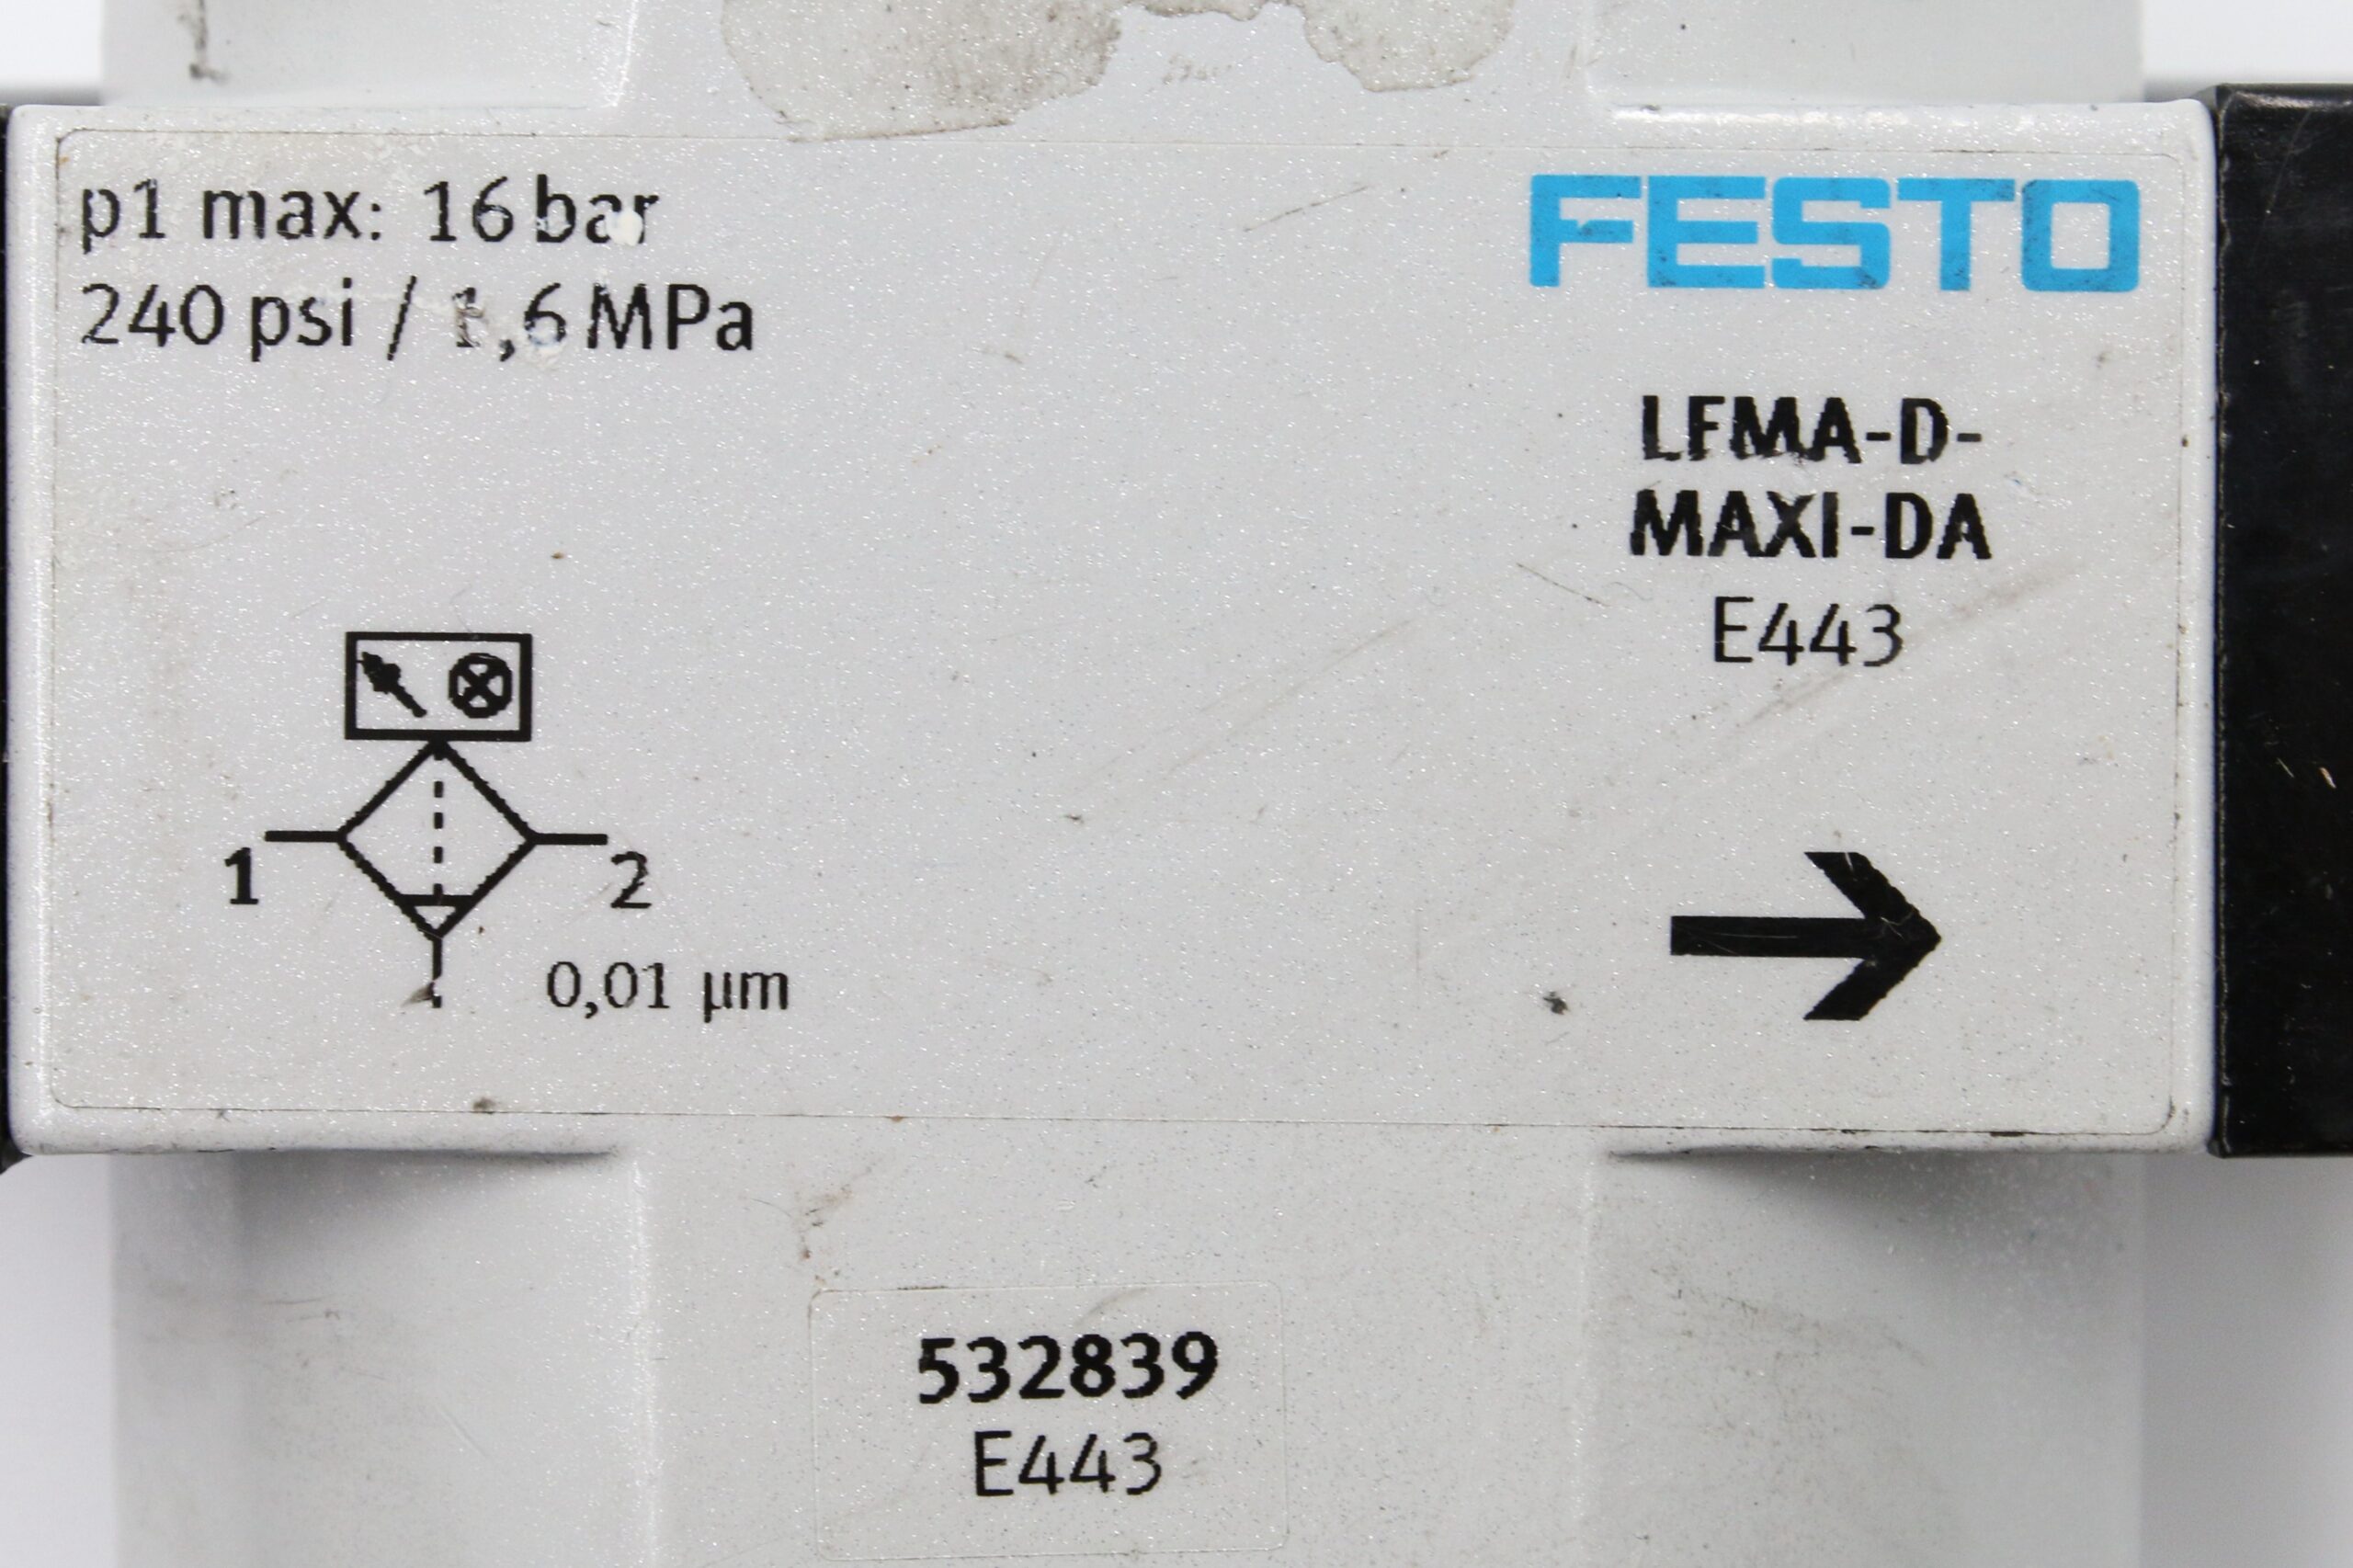 p1 max: 16 bar
240 psi / 1,6 MPa
FESTO
LFMA-D-
MAXI-DA
E443
1
2
0,01 µm
532839
E443